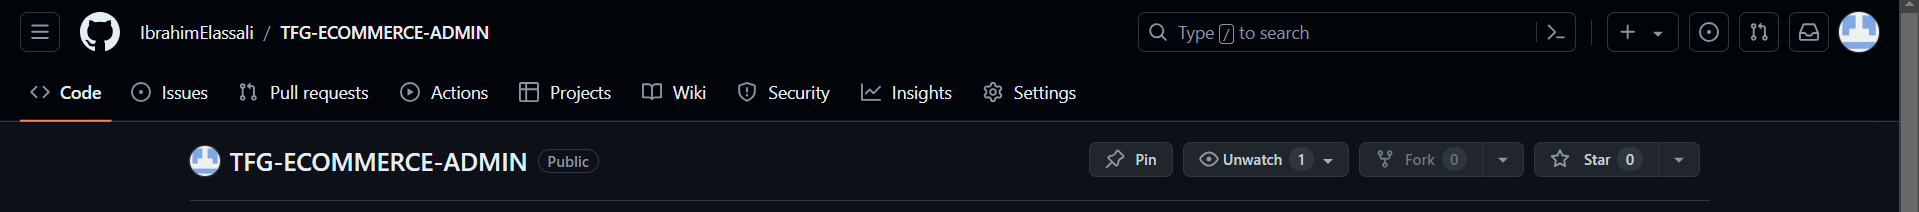 IbrahimElassali / TFG-ECOMMERCE-ADMIN Type / to search
Code Issues Pull requests Actions Projects Wiki Security Insights Settings
TFG-ECOMMERCE-ADMIN Public Pin Unwatch 1 Fork 0 Star 0